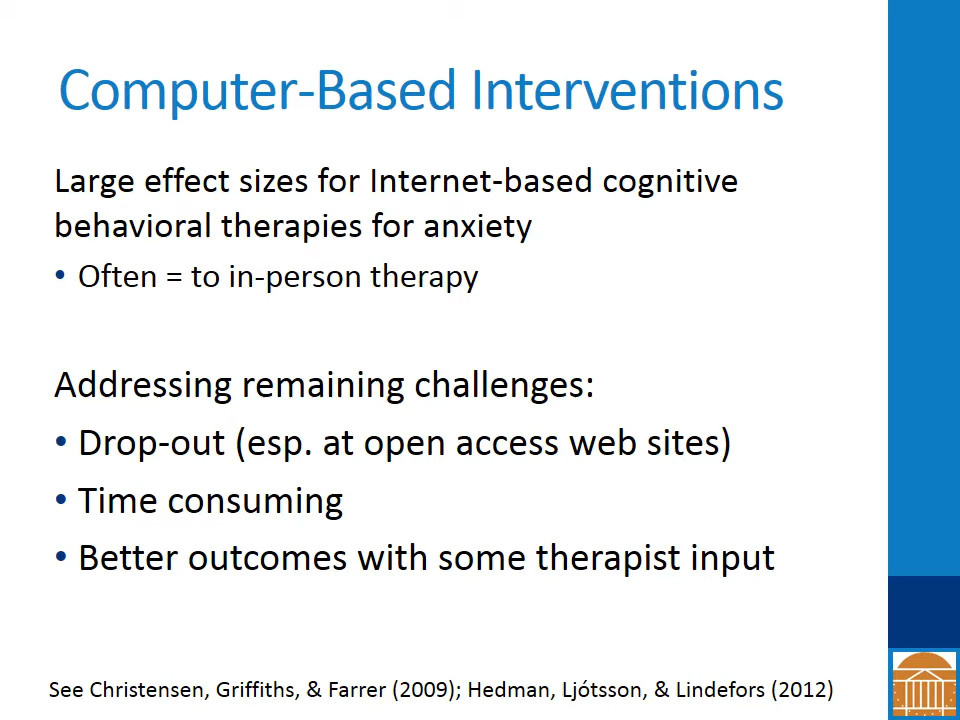 Computer-Based Interventions
Large effect sizes for Internet-based cognitive
behavioral therapies for anxiety
• Often = to in-person therapy
Addressing remaining challenges:
• Drop-out (esp. at open access web sites)
• Time consuming
• Better outcomes with some therapist input
See Christensen, Griffiths, & Farrer (2009); Hedman, Ljótsson, & Lindefors (2012)